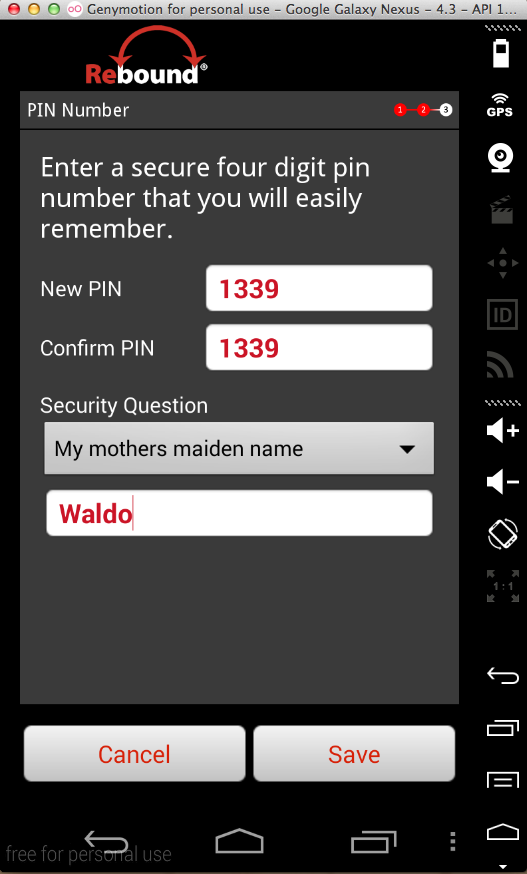 Genymotion for personal use – Google Galaxy Nexus – 4.3 – API 1...
Rebound®
PIN Number
1 2 3
Enter a secure four digit pin
number that you will easily
remember.
New PIN 1339
Confirm PIN 1339
Security Question
My mothers maiden name
Waldo
Cancel Save
free for personal use
GPS
ID
1:1